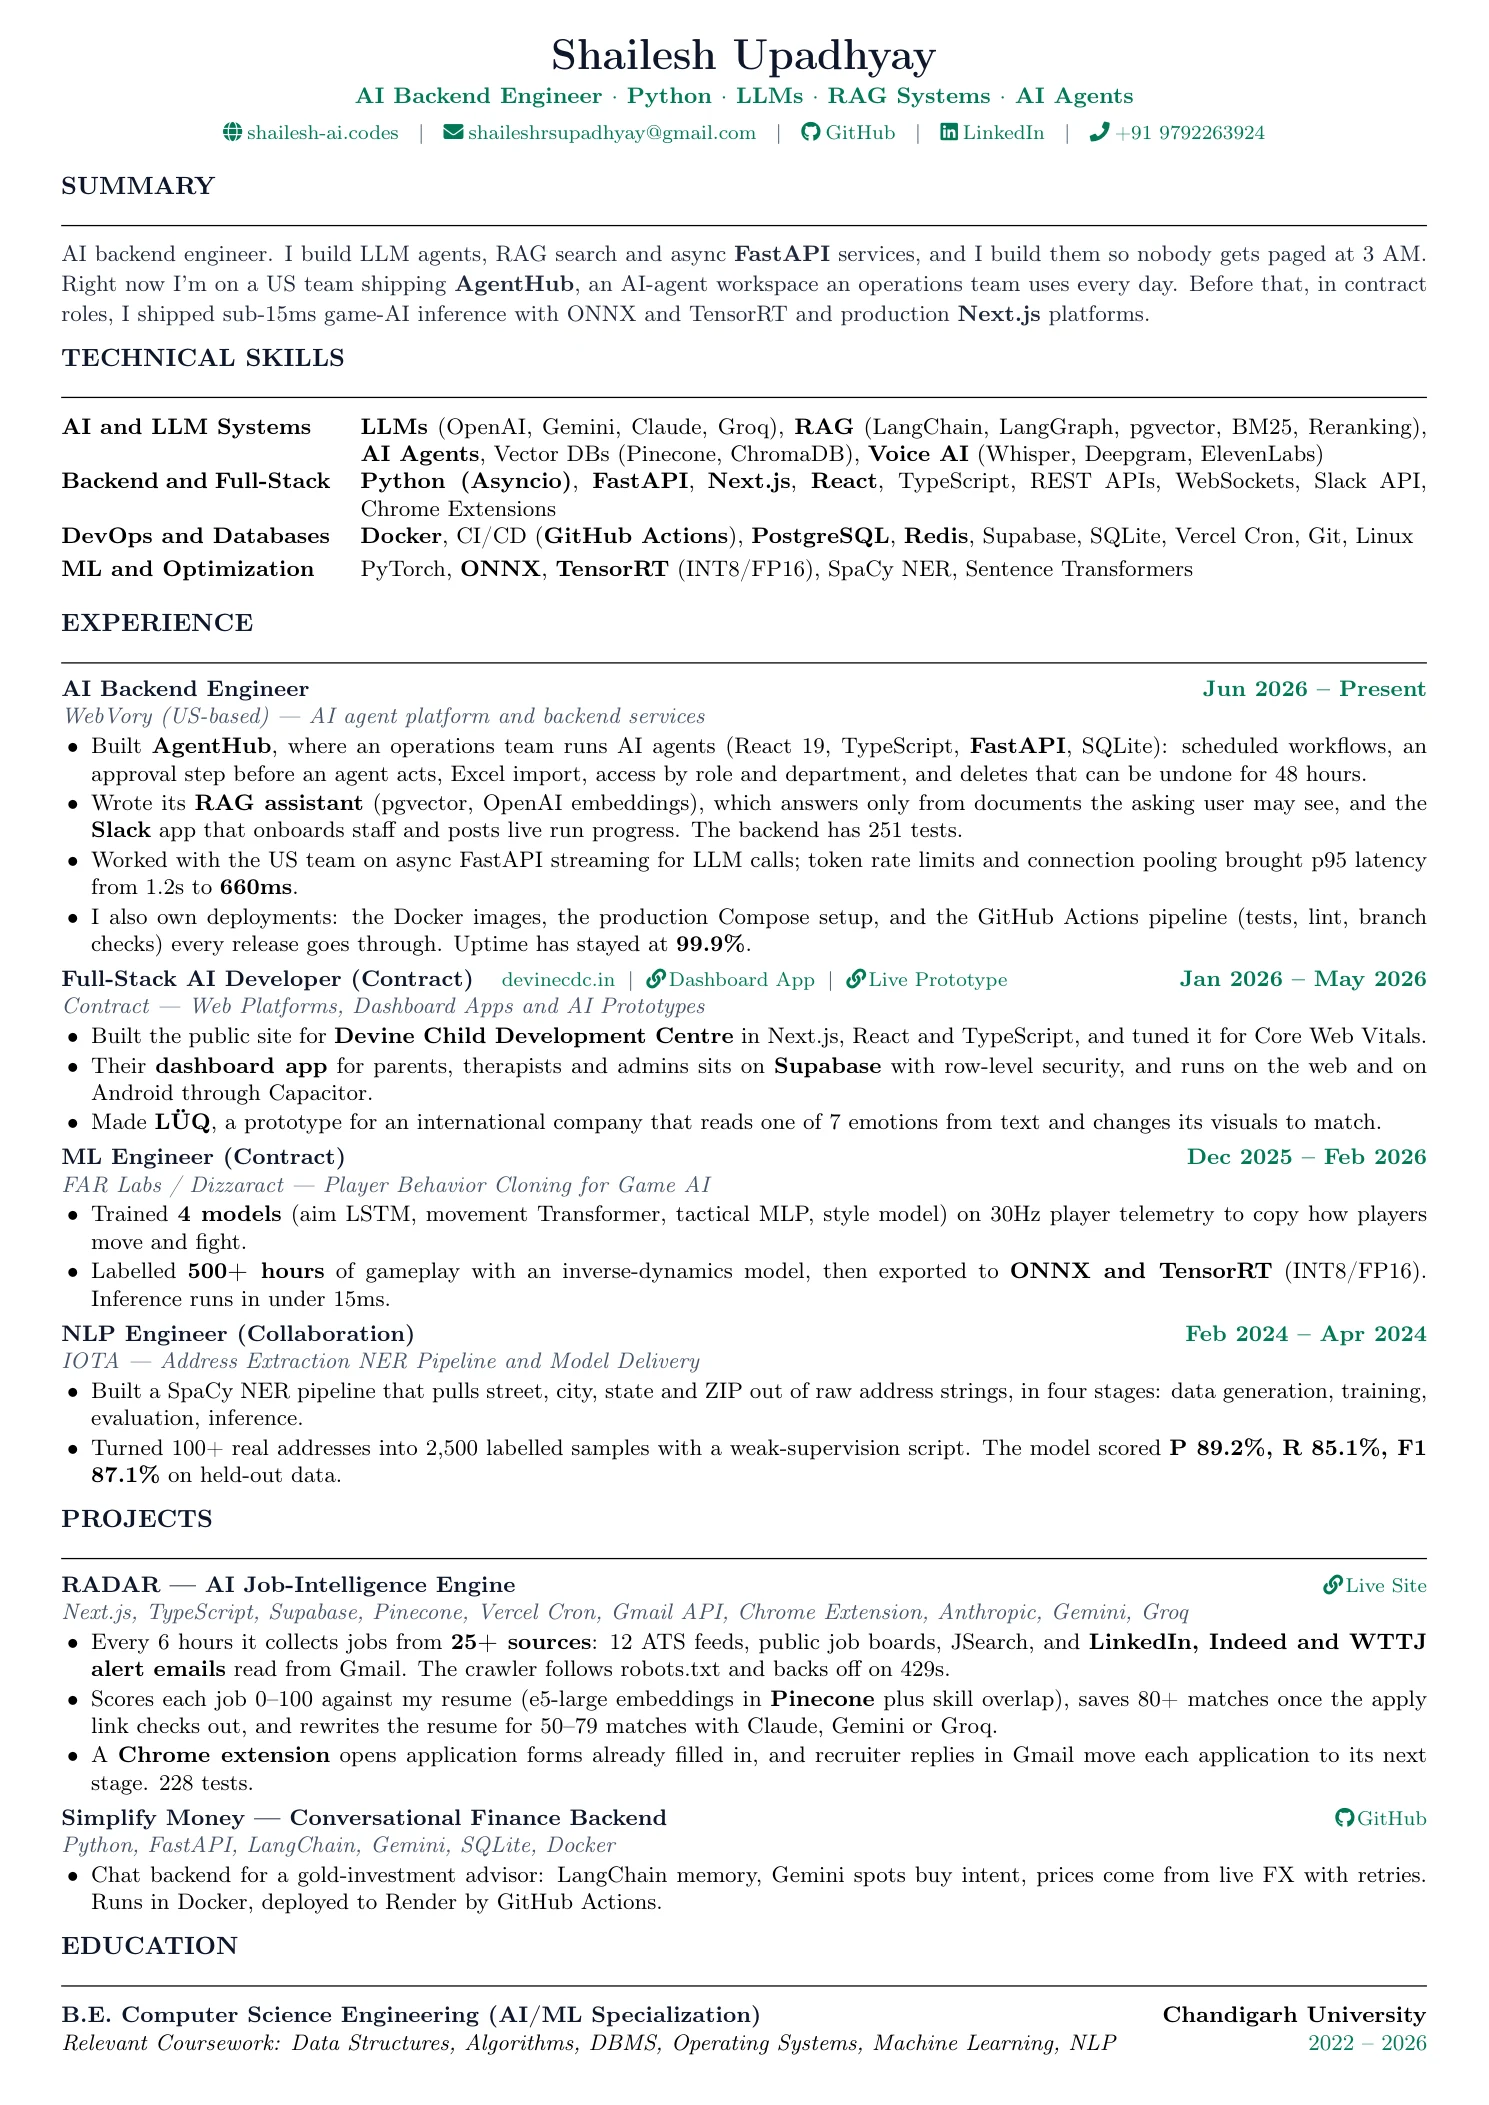 Shailesh Upadhyay
AI Backend Engineer · Python · LLMs · RAG Systems · AI Agents
shailesh-ai.codes | shaileshrsupadhyay@gmail.com | GitHub | LinkedIn | +91 9792263924
SUMMARY
AI backend engineer. I build LLM agents, RAG search and async FastAPI services, and I build them so nobody gets paged at 3 AM.
Right now I'm on a US team shipping AgentHub, an AI-agent workspace an operations team uses every day. Before that, in contract
roles, I shipped sub-15ms game-AI inference with ONNX and TensorRT and production Next.js platforms.
TECHNICAL SKILLS
AI and LLM Systems LLMs (OpenAI, Gemini, Claude, Groq), RAG (LangChain, LangGraph, pgvector, BM25, Reranking),
AI Agents, Vector DBs (Pinecone, ChromaDB), Voice AI (Whisper, Deepgram, ElevenLabs)
Backend and Full-Stack Python (Asyncio), FastAPI, Next.js, React, TypeScript, REST APIs, WebSockets, Slack API,
Chrome Extensions
DevOps and Databases Docker, CI/CD (GitHub Actions), PostgreSQL, Redis, Supabase, SQLite, Vercel Cron, Git, Linux
ML and Optimization PyTorch, ONNX, TensorRT (INT8/FP16), SpaCy NER, Sentence Transformers
EXPERIENCE
AI Backend Engineer Jun 2026 – Present
WebVory (US-based) — AI agent platform and backend services
• Built AgentHub, where an operations team runs AI agents (React 19, TypeScript, FastAPI, SQLite): scheduled workflows, an
approval step before an agent acts, Excel import, access by role and department, and deletes that can be undone for 48 hours.
• Wrote its RAG assistant (pgvector, OpenAI embeddings), which answers only from documents the asking user may see, and the
Slack app that onboards staff and posts live run progress. The backend has 251 tests.
• Worked with the US team on async FastAPI streaming for LLM calls; token rate limits and connection pooling brought p95 latency
from 1.2s to 660ms.
• I also own deployments: the Docker images, the production Compose setup, and the GitHub Actions pipeline (tests, lint, branch
checks) every release goes through. Uptime has stayed at 99.9%.
Full-Stack AI Developer (Contract) devinecdc.in | Dashboard App | Live Prototype Jan 2026 – May 2026
Contract — Web Platforms, Dashboard Apps and AI Prototypes
• Built the public site for Devine Child Development Centre in Next.js, React and TypeScript, and tuned it for Core Web Vitals.
• Their dashboard app for parents, therapists and admins sits on Supabase with row-level security, and runs on the web and on
Android through Capacitor.
• Made LÜQ, a prototype for an international company that reads one of 7 emotions from text and changes its visuals to match.
ML Engineer (Contract) Dec 2025 – Feb 2026
FAR Labs / Dizzaract — Player Behavior Cloning for Game AI
• Trained 4 models (aim LSTM, movement Transformer, tactical MLP, style model) on 30Hz player telemetry to copy how players
move and fight.
• Labelled 500+ hours of gameplay with an inverse-dynamics model, then exported to ONNX and TensorRT (INT8/FP16).
Inference runs in under 15ms.
NLP Engineer (Collaboration) Feb 2024 – Apr 2024
IOTA — Address Extraction NER Pipeline and Model Delivery
• Built a SpaCy NER pipeline that pulls street, city, state and ZIP out of raw address strings, in four stages: data generation, training,
evaluation, inference.
• Turned 100+ real addresses into 2,500 labelled samples with a weak-supervision script. The model scored P 89.2%, R 85.1%, F1
87.1% on held-out data.
PROJECTS
RADAR — AI Job-Intelligence Engine Live Site
Next.js, TypeScript, Supabase, Pinecone, Vercel Cron, Gmail API, Chrome Extension, Anthropic, Gemini, Groq
• Every 6 hours it collects jobs from 25+ sources: 12 ATS feeds, public job boards, JSearch, and LinkedIn, Indeed and WTTJ
alert emails read from Gmail. The crawler follows robots.txt and backs off on 429s.
• Scores each job 0–100 against my resume (e5-large embeddings in Pinecone plus skill overlap), saves 80+ matches once the apply
link checks out, and rewrites the resume for 50–79 matches with Claude, Gemini or Groq.
• A Chrome extension opens application forms already filled in, and recruiter replies in Gmail move each application to its next
stage. 228 tests.
Simplify Money — Conversational Finance Backend GitHub
Python, FastAPI, LangChain, Gemini, SQLite, Docker
• Chat backend for a gold-investment advisor: LangChain memory, Gemini spots buy intent, prices come from live FX with retries.
Runs in Docker, deployed to Render by GitHub Actions.
EDUCATION
B.E. Computer Science Engineering (AI/ML Specialization) Chandigarh University
Relevant Coursework: Data Structures, Algorithms, DBMS, Operating Systems, Machine Learning, NLP 2022 – 2026